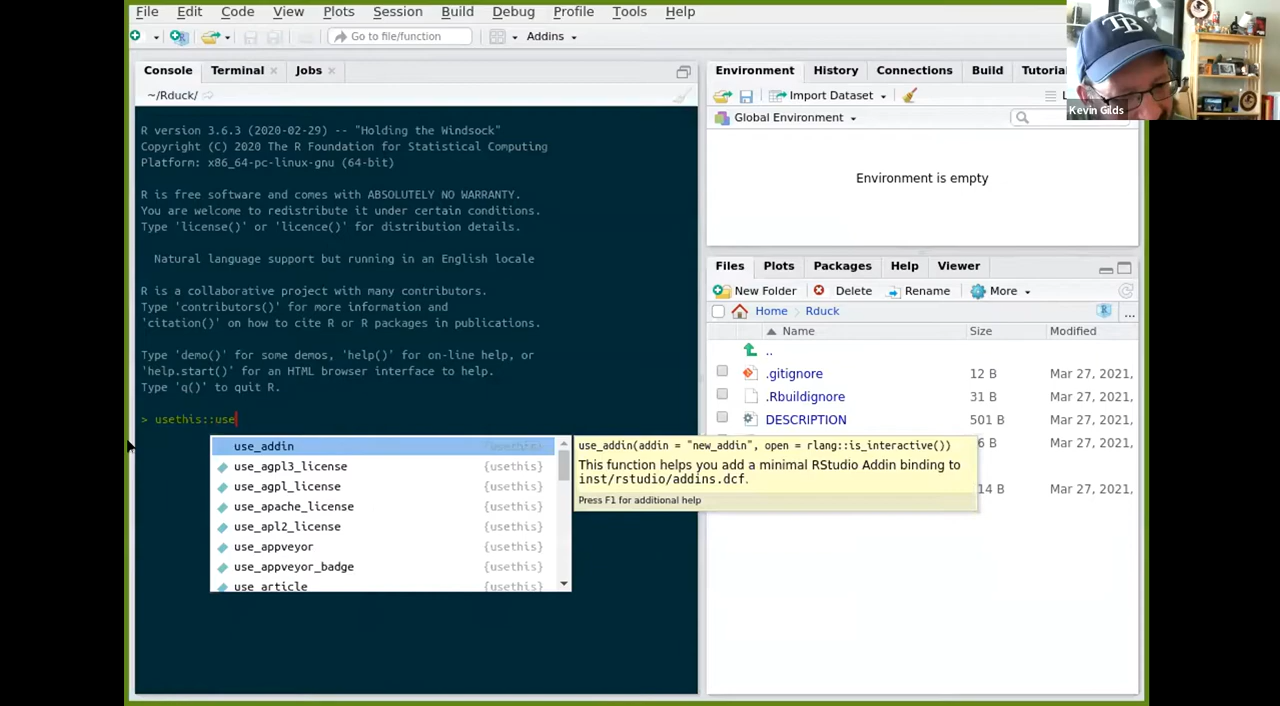 File Edit Code View Plots Session Build Debug Profile Tools Help
Go to file/function Addins
Console Terminal Jobs
~/Rduck/
R version 3.6.3 (2020-02-29) -- "Holding the Windsock"
Copyright (C) 2020 The R Foundation for Statistical Computing
Platform: x86_64-pc-linux-gnu (64-bit)
R is free software and comes with ABSOLUTELY NO WARRANTY.
You are welcome to redistribute it under certain conditions.
Type 'license()' or 'licence()' for distribution details.
Natural language support but running in an English locale
R is a collaborative project with many contributors.
Type 'contributors()' for more information and
'citation()' on how to cite R or R packages in publications.
Type 'demo()' for some demos, 'help()' for on-line help, or
'help.start()' for an HTML browser interface to help.
Type 'q()' to quit R.
> usethis::use
use_addin {usethis}
use_agpl3_license {usethis}
use_agpl_license {usethis}
use_apache_license {usethis}
use_apl2_license {usethis}
use_appveyor {usethis}
use_appveyor_badge {usethis}
use_article {usethis}
use_addin(addin = "new_addin", open = rlang::is_interactive())
This function helps you add a minimal RStudio Addin binding to
inst/rstudio/addins.dcf.
Press F1 for additional help
Environment History Connections Build Tutoria
Import Dataset
Global Environment
Environment is empty
Files Plots Packages Help Viewer
New Folder Delete Rename More
Home Rduck ...
Name Size Modified
..
.gitignore 12 B Mar 27, 2021,
.Rbuildignore 31 B Mar 27, 2021,
DESCRIPTION 501 B Mar 27, 2021,
6 B Mar 27, 2021,
14 B Mar 27, 2021,
TB
Kevin Gilds